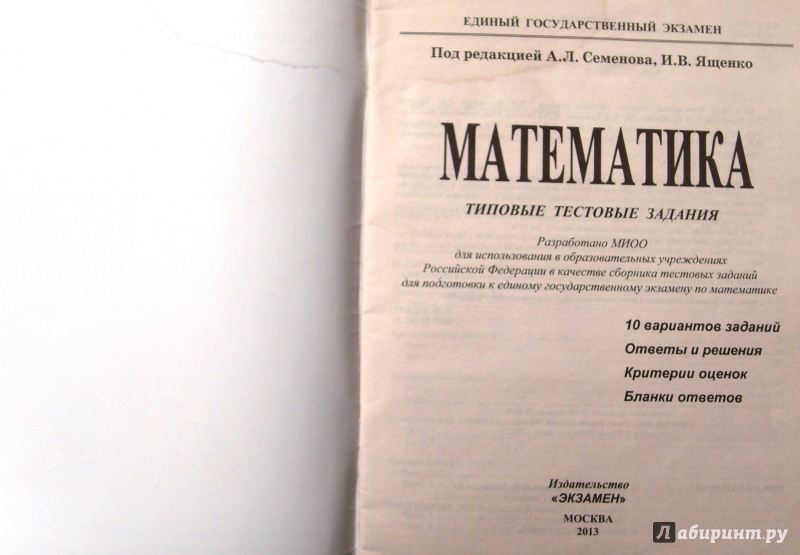 ЕДИНЫЙ ГОСУДАРСТВЕННЫЙ ЭКЗАМЕН
Под редакцией А.Л. Семенова, И.В. Ященко
МАТЕМАТИКА
ТИПОВЫЕ ТЕСТОВЫЕ ЗАДАНИЯ
Разработано МИОО
для использования в образовательных учреждениях
Российской Федерации в качестве сборника тестовых заданий
для подготовки к единому государственному экзамену по математике
10 вариантов заданий
Ответы и решения
Критерии оценок
Бланки ответов
Издательство
«ЭКЗАМЕН»
МОСКВА
2013
Лабиринт.ру